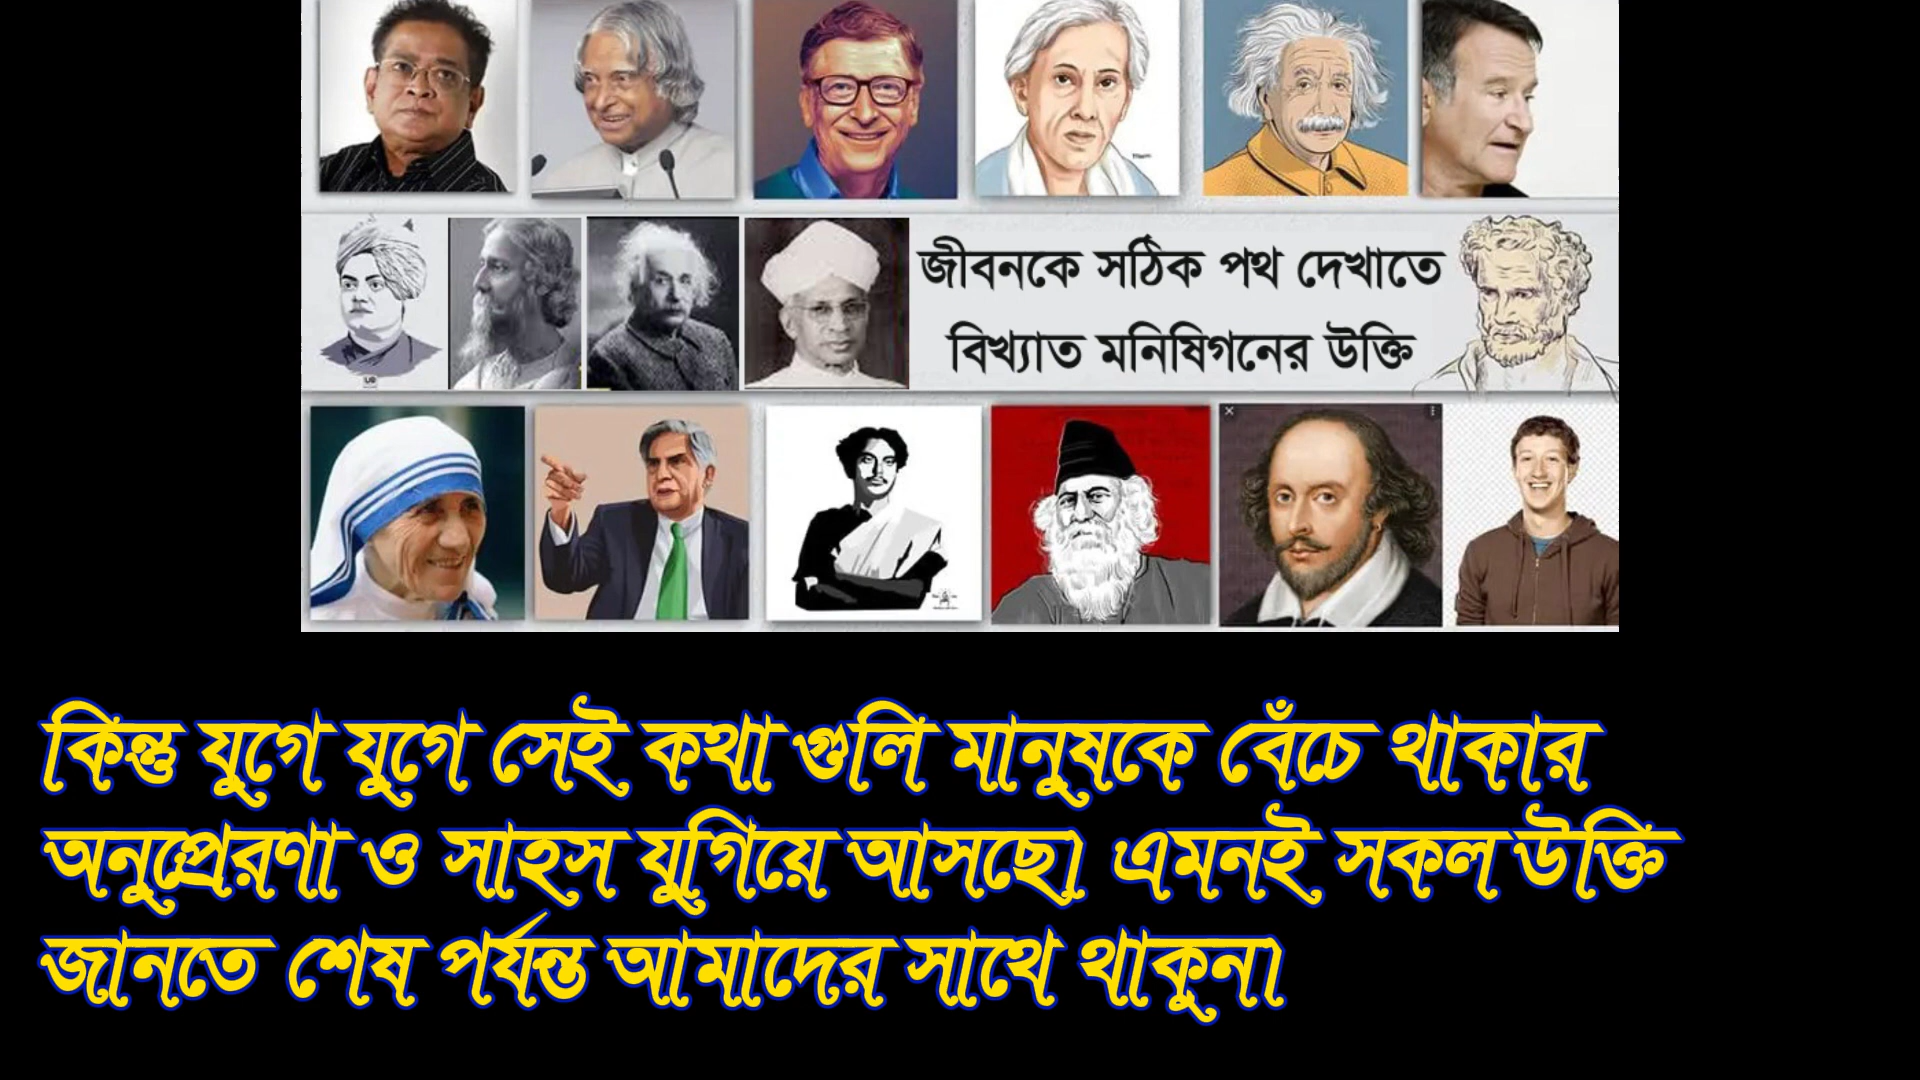 জীবনকে সঠিক পথ দেখাতে
বিখ্যাত মনিষিগনের উক্তি
কিন্তু যুগে যুগে সেই কথা গুলি মানুষকে বেঁচে থাকার
অনুপ্রেরণা ও সাহস যুগিয়ে আসছে। এমনই সকল উক্তি
জানতে শেষ পর্যন্ত আমাদের সাথে থাকুন।